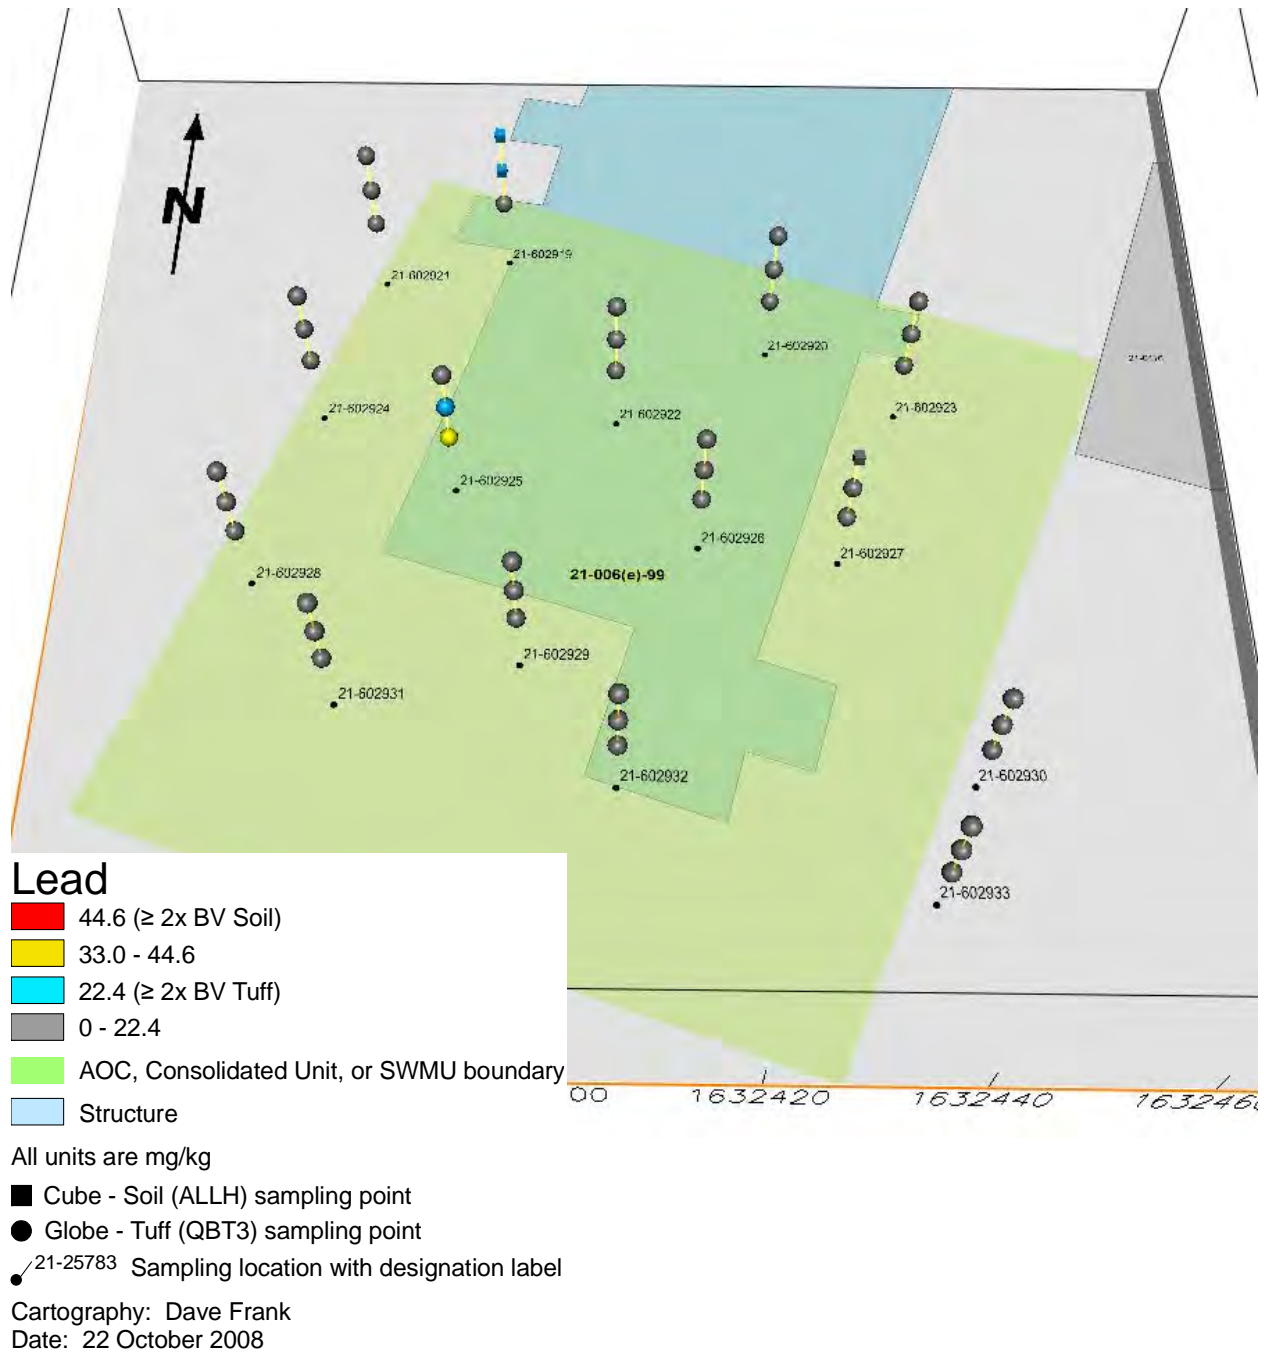 N
21-602919
21-602921
21-602920
21-602924
21-602922
21-602923
21-602925
21-602926
21-602927
21-006(e)-99
21-602928
21-602929
21-602931
21-602932
21-602930
21-602933
Lead
44.6 (≥ 2x BV Soil)
33.0 - 44.6
22.4 (≥ 2x BV Tuff)
0 - 22.4
AOC, Consolidated Unit, or SWMU boundary
Structure
00 1632420 1632440 163246
All units are mg/kg
Cube - Soil (ALLH) sampling point
Globe - Tuff (QBT3) sampling point
21-25783 Sampling location with designation label
Cartography: Dave Frank
Date: 22 October 2008